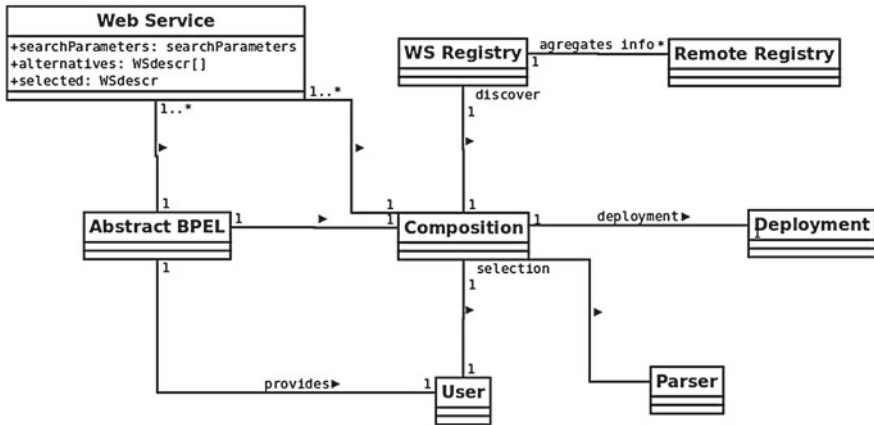 Web Service
+searchParameters: searchParameters
+alternatives: WSdescr[]
+selected: WSdescr
WS Registry
agregates info
*
1
Remote Registry
1..*
1..*
discover
1
1
1
1
Abstract BPEL
1
1
1
Composition
1
deployment
1
Deployment
1
selection
1
1
provides
1
User
Parser